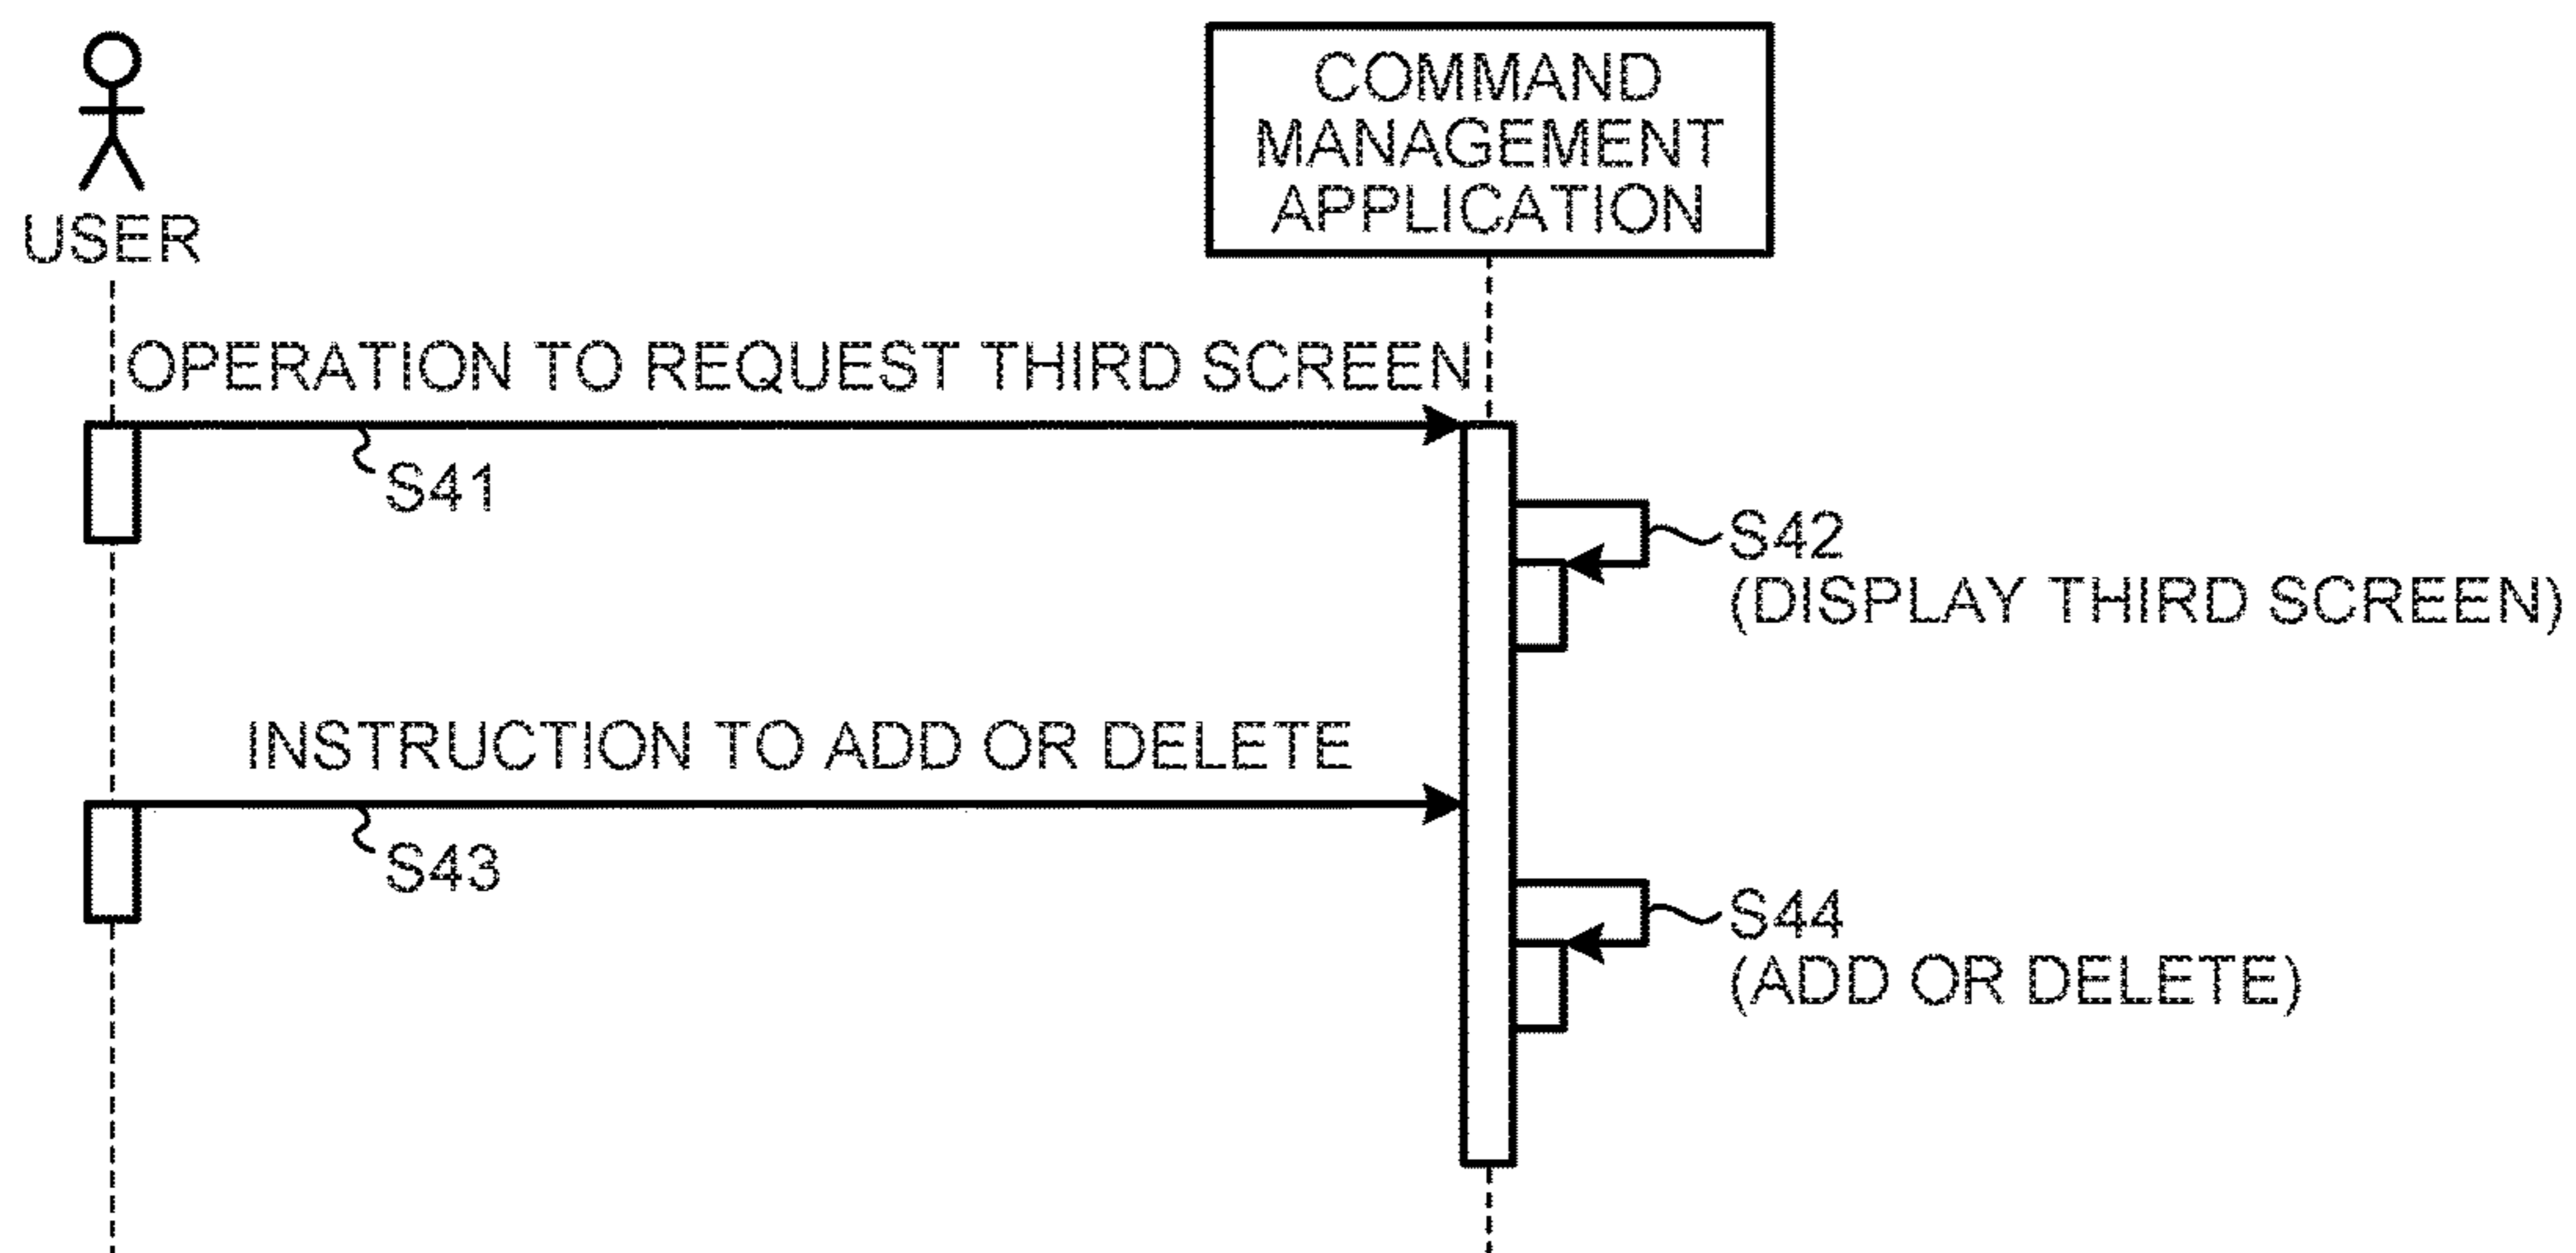 USER
COMMAND
MANAGEMENT
APPLICATION
OPERATION TO REQUEST THIRD SCREEN
S41
S42
(DISPLAY THIRD SCREEN)
INSTRUCTION TO ADD OR DELETE
S43
S44
(ADD OR DELETE)